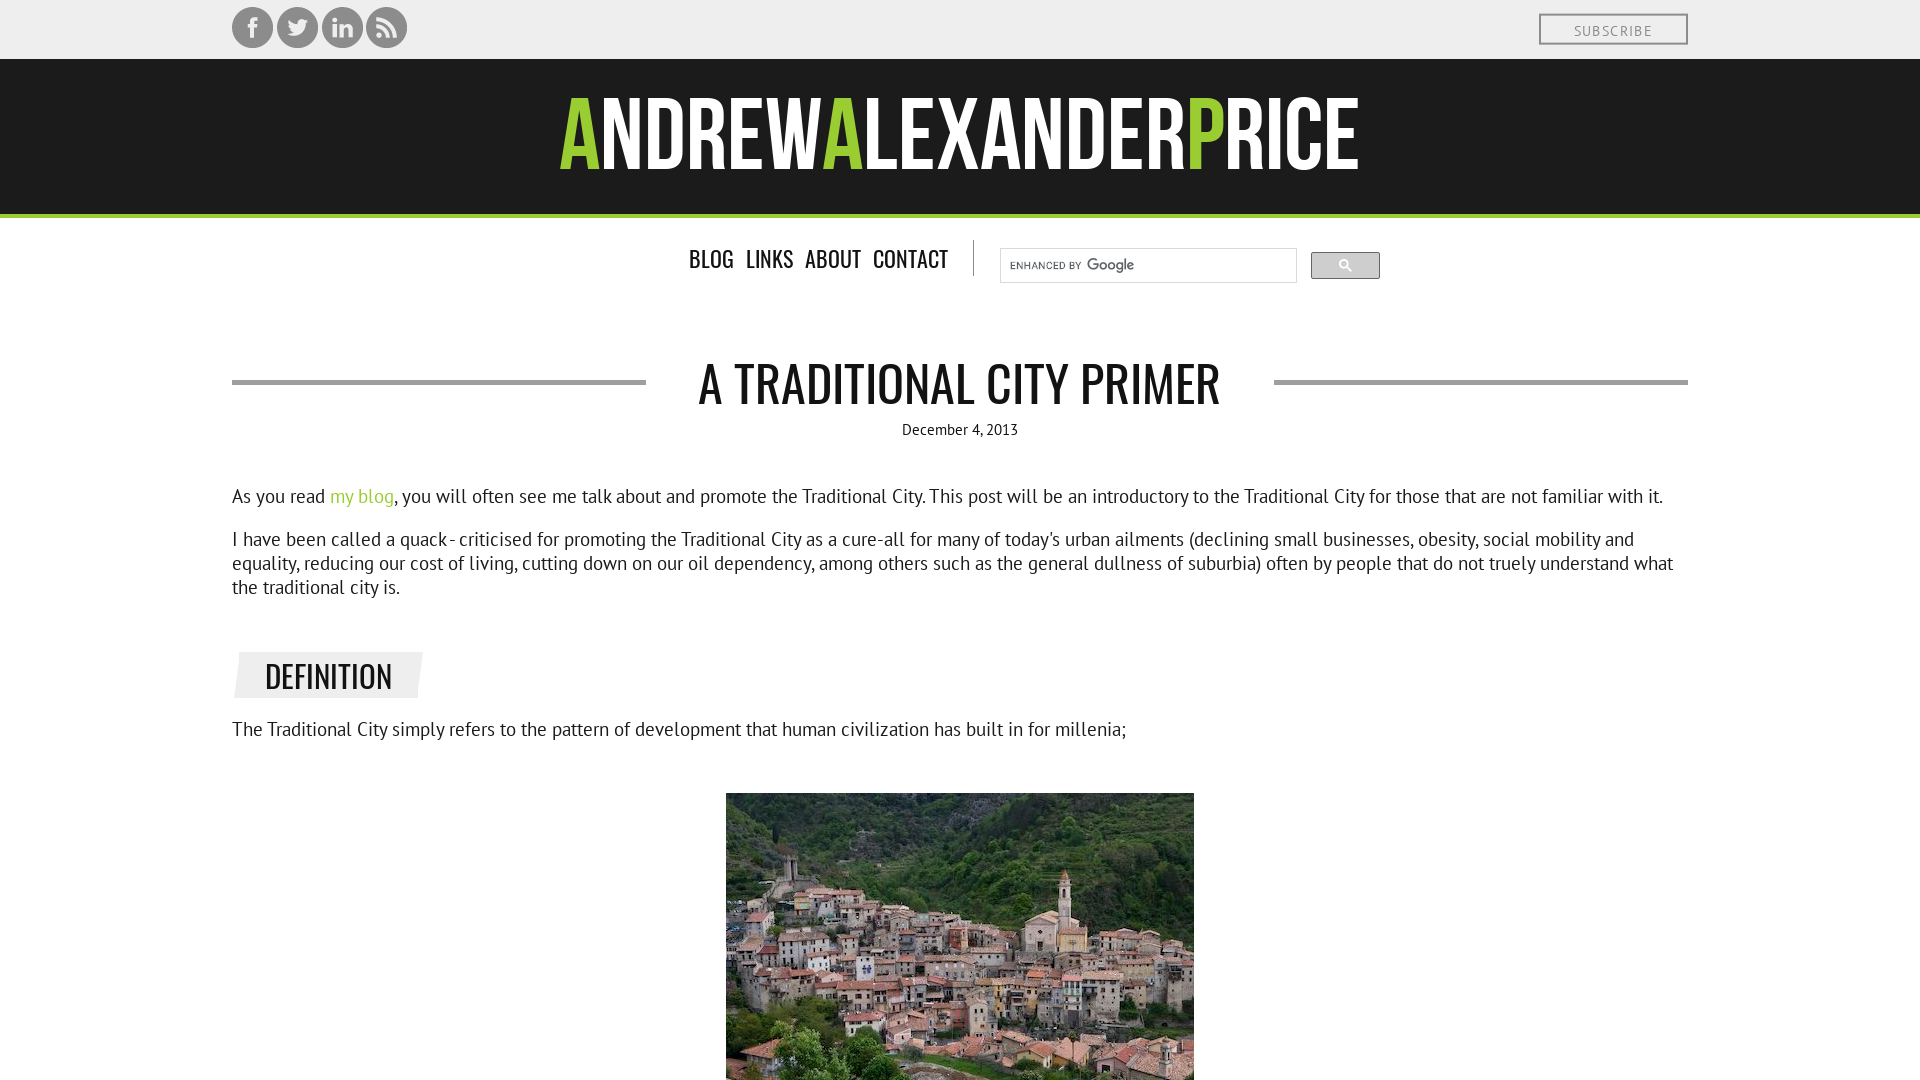 SUBSCRIBE
ANDREWALEXANDERPRICE
BLOG LINKS ABOUT CONTACT
ENHANCED BY Google
A TRADITIONAL CITY PRIMER
December 4, 2013
As you read my blog, you will often see me talk about and promote the Traditional City. This post will be an introductory to the Traditional City for those that are not familiar with it.
I have been called a quack - criticised for promoting the Traditional City as a cure-all for many of today's urban ailments (declining small businesses, obesity, social mobility and
equality, reducing our cost of living, cutting down on our oil dependency, among others such as the general dullness of suburbia) often by people that do not truely understand what
the traditional city is.
DEFINITION
The Traditional City simply refers to the pattern of development that human civilization has built in for millenia;